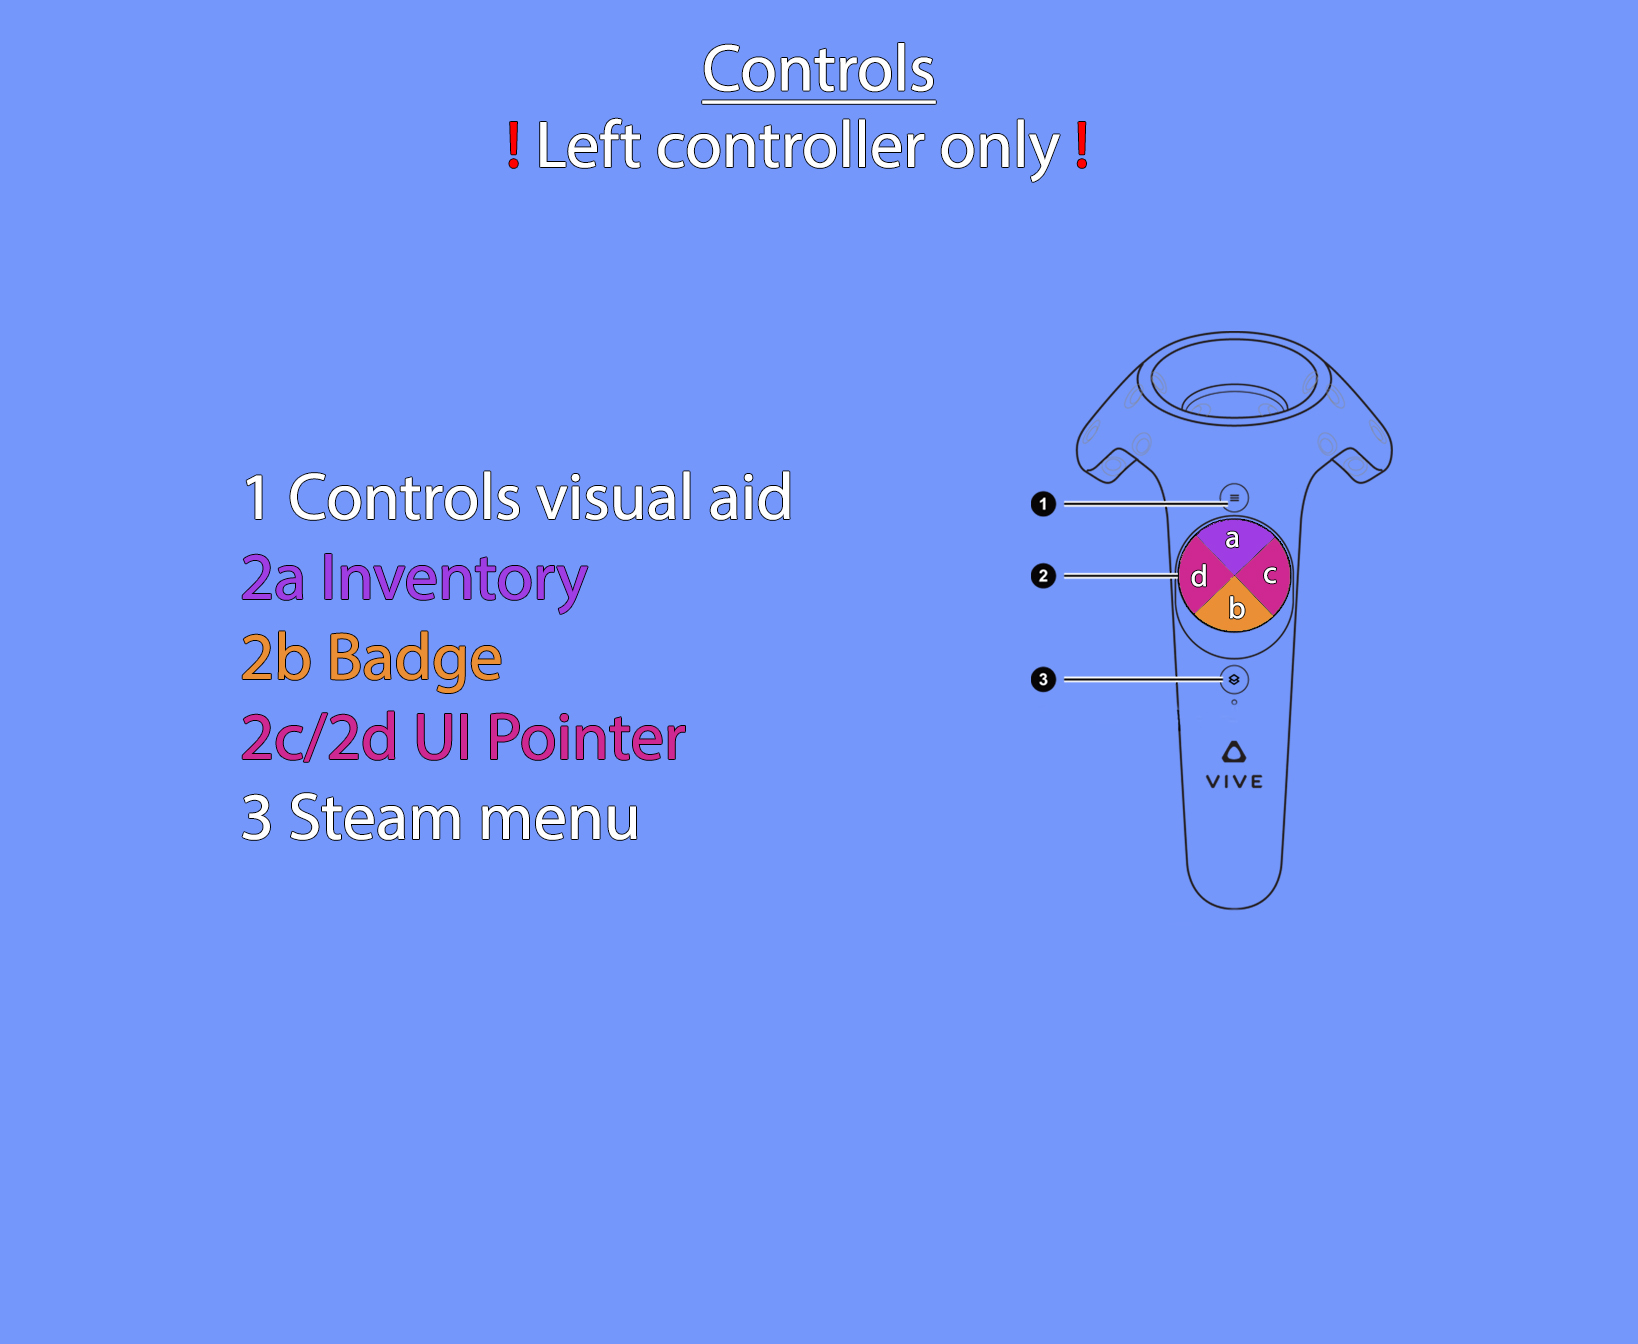 Controls
! Left controller only !
1 Controls visual aid
2a Inventory
2b Badge
2c/2d UI Pointer
3 Steam menu
1
2
3
a
d
c
b
VIVE